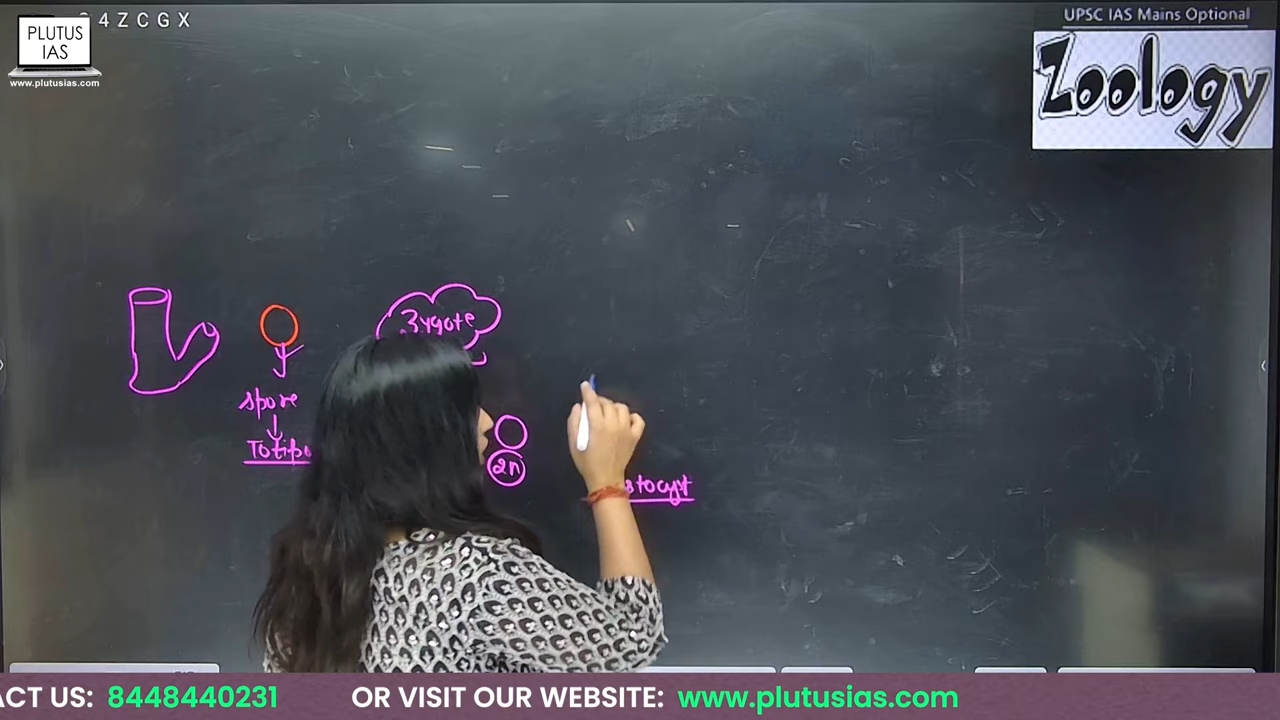 4ZCGX
PLUTUS
IAS
www.plutusias.com
UPSC IAS Mains Optional
Zoology
Zygote
spore
2n
ACT US: 8448440231 OR VISIT OUR WEBSITE: www.plutusias.com